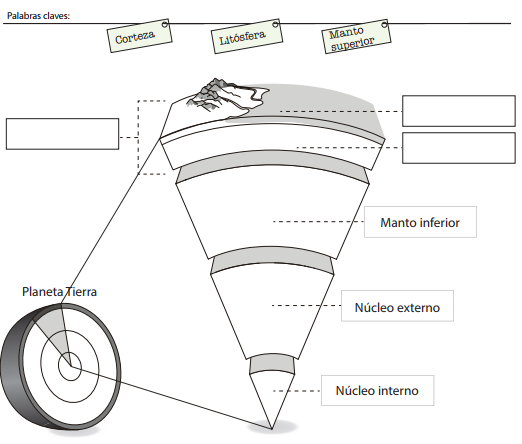 Palabras claves:
Corteza
Litósfera
Manto
superior
Manto inferior
Planeta Tierra
Núcleo externo
Núcleo interno